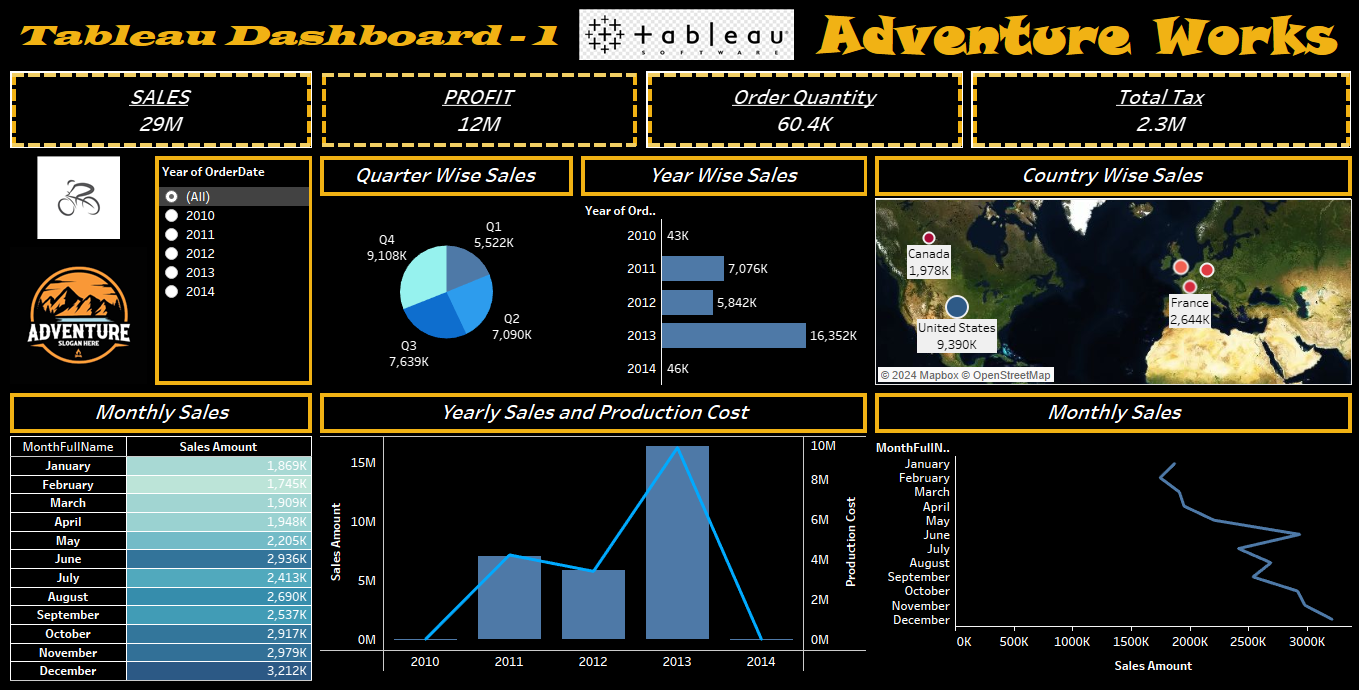 Tableau Dashboard - 1
+ableau
SOFTWARE
Adventure Works
SALES
29M
PROFIT
12M
Order Quantity
60.4K
Total Tax
2.3M
ADVENTURE
SLOGAN HERE
Year of OrderDate
(All)
2010
2011
2012
2013
2014
Quarter Wise Sales
Q1
5,522K
Q2
7,090K
Q3
7,639K
Q4
9,108K
Year Wise Sales
Year of Ord..
2010 43K
2011 7,076K
2012 5,842K
2013 16,352K
2014 46K
Country Wise Sales
Canada
1,978K
United States
9,390K
France
2,644K
© 2024 Mapbox © OpenStreetMap
Monthly Sales
MonthFullName Sales Amount
January 1,869K
February 1,745K
March 1,909K
April 1,948K
May 2,205K
June 2,936K
July 2,413K
August 2,690K
September 2,537K
October 2,917K
November 2,979K
December 3,212K
Yearly Sales and Production Cost
Sales Amount
15M
10M
5M
0M
2010 2011 2012 2013 2014
10M
8M
6M
4M
2M
0M
Production Cost
Monthly Sales
MonthFullN..
January
February
March
April
May
June
July
August
September
October
November
December
0K 500K 1000K 1500K 2000K 2500K 3000K
Sales Amount